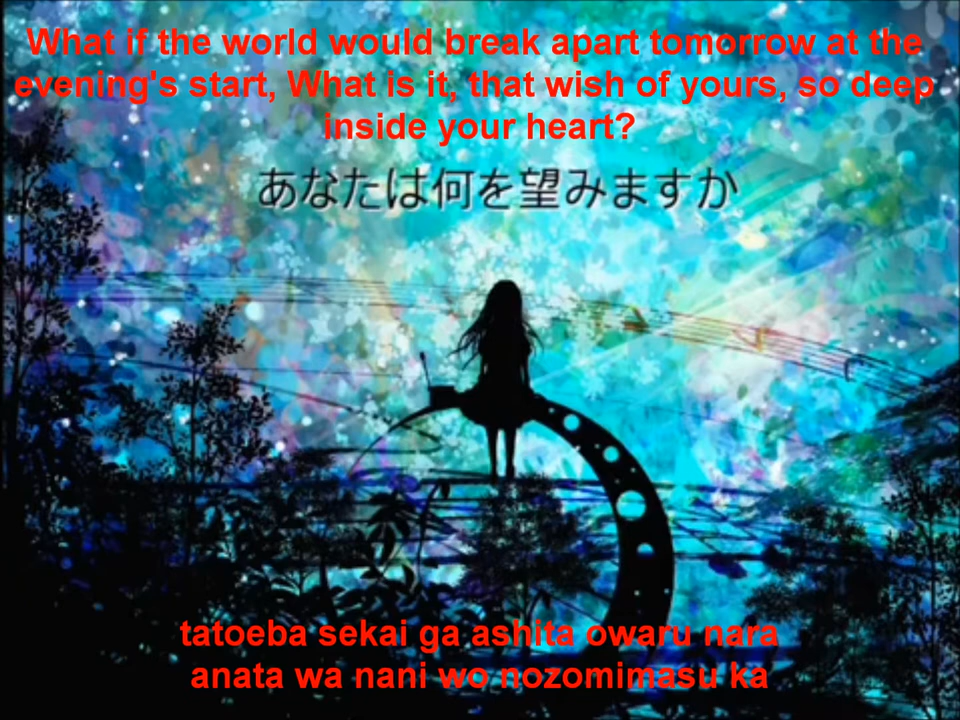 What if the world would break apart tomorrow at the
evening's start, What is it, that wish of yours, so deep
inside your heart?
あなたは何を望みますか
tatoeba sekai ga ashita owaru nara
anata wa nani wo nozomimasu ka